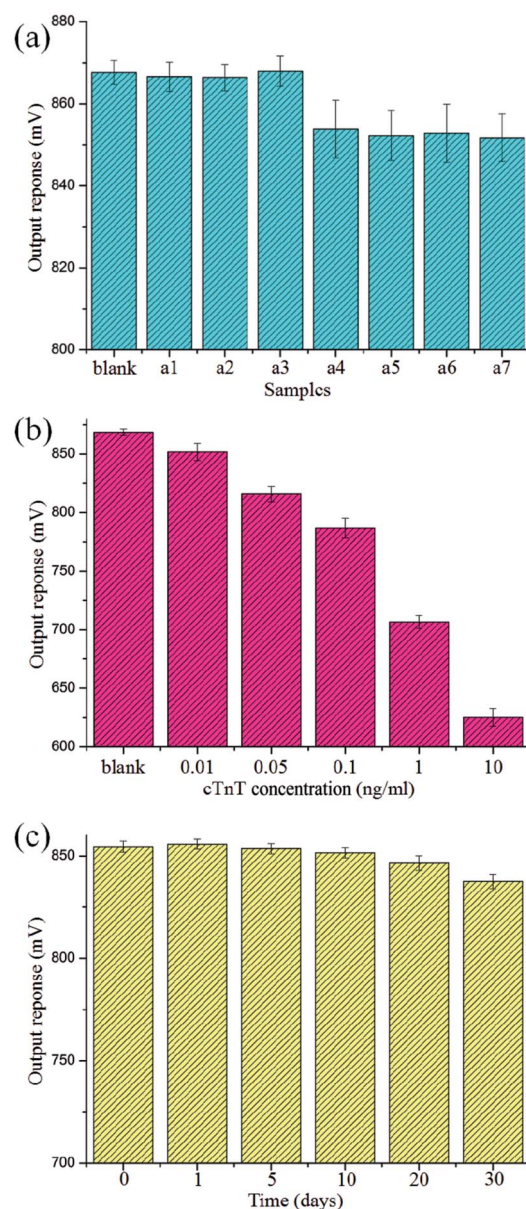 (a)
880
860
840
820
800
Output reponse (mV)
blank a1 a2 a3 a4 a5 a6 a7
Samples
(b)
850
800
750
700
650
600
Output reponse (mV)
blank 0.01 0.05 0.1 1 10
cTnT concentration (ng/ml)
(c)
850
800
750
700
Output reponse (mV)
0 1 5 10 20 30
Time (days)